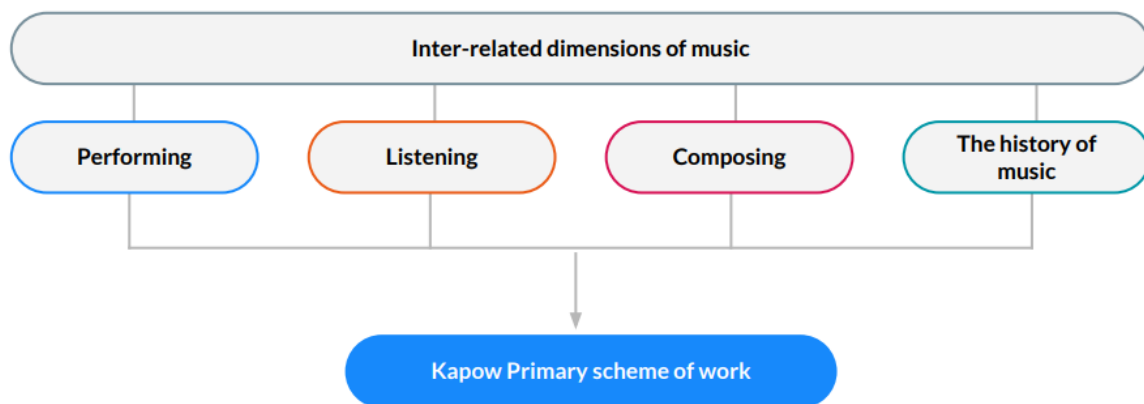 Inter-related dimensions of music
Performing
Listening
Composing
The history of
music
Kapow Primary scheme of work